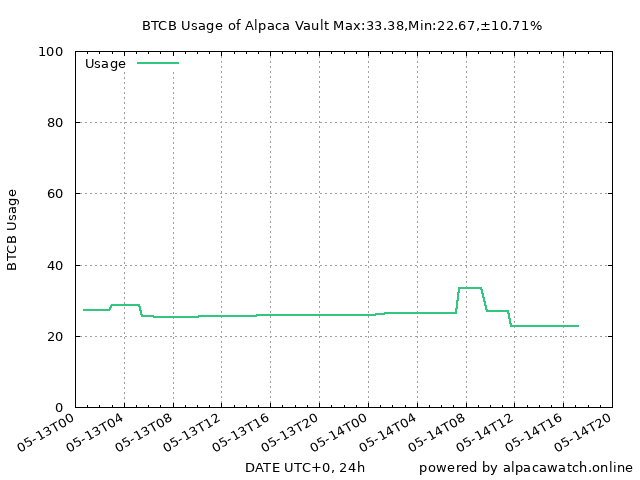 BTCB Usage of Alpaca Vault Max:33.38,Min:22.67,±10.71%
Usage
100
80
60
40
20
0
BTCB Usage
05-13T00
05-13T04
05-13T08
05-13T12
05-13T16
05-13T20
05-14T00
05-14T04
05-14T08
05-14T12
05-14T16
05-14T20
DATE UTC+0, 24h
powered by alpacawatch.online